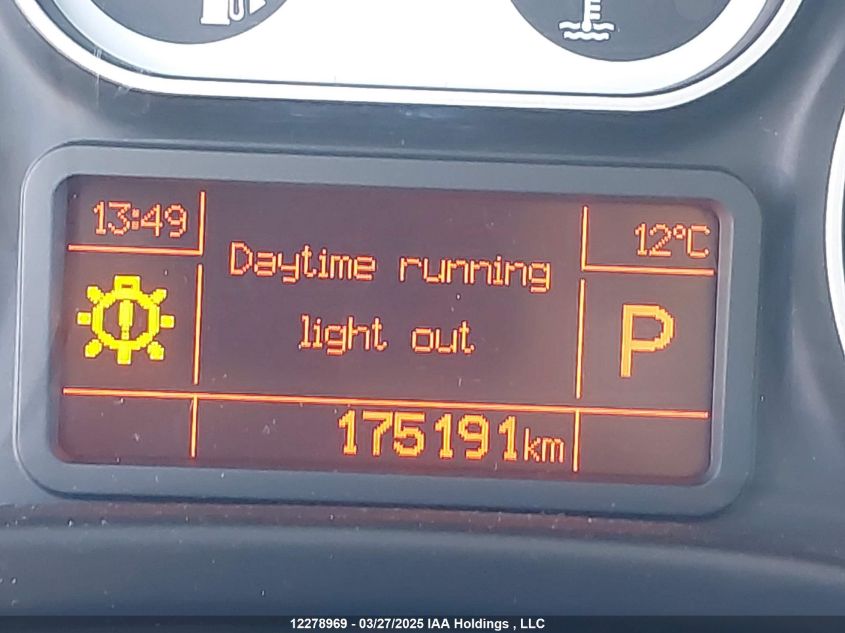 13:49
12°C
Daytime running
light out
P
175191km
12278969 - 03/27/2025 IAA Holdings , LLC